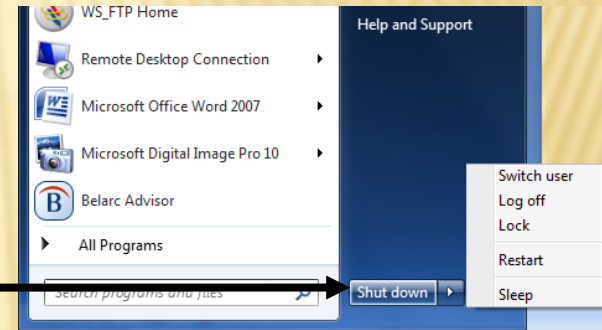 WS_FTP Home
Remote Desktop Connection
Microsoft Office Word 2007
Microsoft Digital Image Pro 10
Belarc Advisor
All Programs
Search programs and files
Help and Support
Shut down
Switch user
Log off
Lock
Restart
Sleep